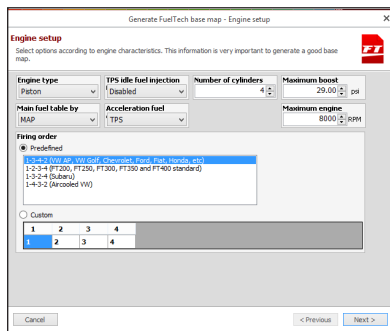 Generate FuelTech base map - Engine setup
Engine setup
Select options according to engine characteristics. This information is very important to generate a good base
map.
FT
Engine type
TPS idle fuel injection
Number of cylinders
Maximum boost
Piston
Disabled
4
29.00 psi
Main fuel table by
Acceleration fuel
Maximum engine
MAP
TPS
8000 RPM
Firing order
Predefined
1-3-4-2 (VW AP, VW Golf, Chevrolet, Ford, Fiat, Honda, etc)
1-2-3-4 (FT200, FT250, FT300, FT350 and FT400 standard)
1-3-2-4 (Subaru)
1-4-3-2 (Aircooled VW)
Custom
1 2 3 4
1 2 3 4
Cancel
< Previous
Next >